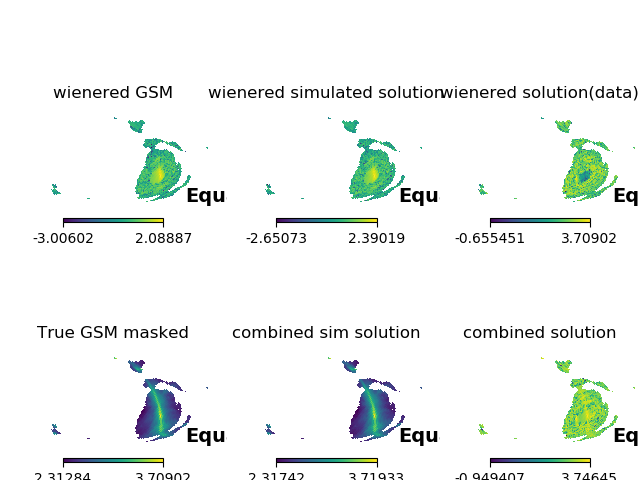 wienered GSM wienered simulated solution wienered solution(data)
Equ Equ Eq
-3.00602 2.08887 -2.65073 2.39019 -0.655451 3.70902
True GSM masked combined sim solution combined solution
Equ Equ Eq
2.31284 3.70902 2.31742 3.71933 -0.949407 3.74645